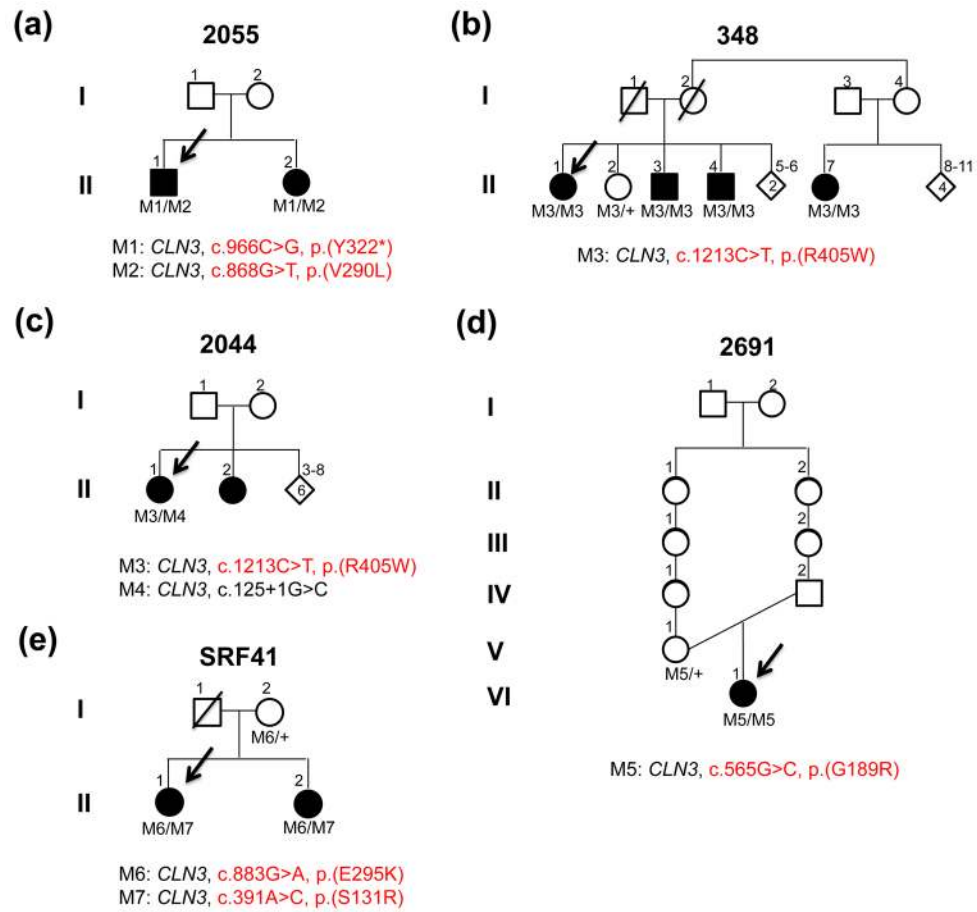 (a)
2055
1
2
I
1
2
II
M1/M2
M1/M2
M1: CLN3, c.966C>G, p.(Y322*)
M2: CLN3, c.868G>T, p.(V290L)
(b)
348
1
2
3
4
I
1
2
3
4
5-6
7
8-11
II
2
4
M3/M3
M3/+
M3/M3
M3/M3
M3/M3
M3: CLN3, c.1213C>T, p.(R405W)
(c)
2044
1
2
I
1
2
3-8
II
6
M3/M4
M3: CLN3, c.1213C>T, p.(R405W)
M4: CLN3, c.125+1G>C
(d)
2691
1
2
I
1
2
II
1
2
III
1
2
IV
1
V
M5/+
1
VI
M5/M5
M5: CLN3, c.565G>C, p.(G189R)
(e)
SRF41
1
2
I
M6/+
1
2
II
M6/M7
M6/M7
M6: CLN3, c.883G>A, p.(E295K)
M7: CLN3, c.391A>C, p.(S131R)